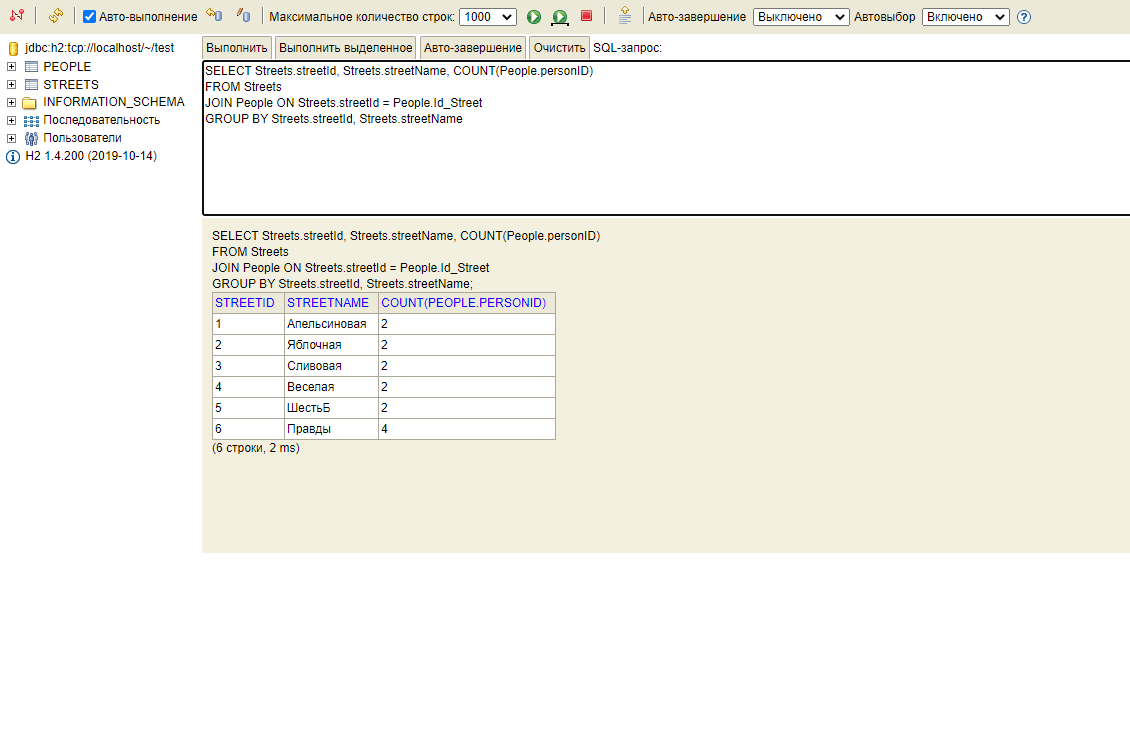 Авто-выполнение Максимальное количество строк: 1000 Авто-завершение Выключено Автовыбор Включено ?
jdbc:h2:tcp://localhost/~/test
PEOPLE
STREETS
INFORMATION_SCHEMA
Последовательность
Пользователи
H2 1.4.200 (2019-10-14)
Выполнить Выполнить выделенное Авто-завершение Очистить SQL-запрос:
SELECT Streets.streetId, Streets.streetName, COUNT(People.personID)
FROM Streets
JOIN People ON Streets.streetId = People.Id_Street
GROUP BY Streets.streetId, Streets.streetName
SELECT Streets.streetId, Streets.streetName, COUNT(People.personID)
FROM Streets
JOIN People ON Streets.streetId = People.Id_Street
GROUP BY Streets.streetId, Streets.streetName;
STREETID STREETNAME COUNT(PEOPLE.PERSONID)
1 Апельсиновая 2
2 Яблочная 2
3 Сливовая 2
4 Веселая 2
5 ШестьБ 2
6 Правды 4
(6 строки, 2 ms)